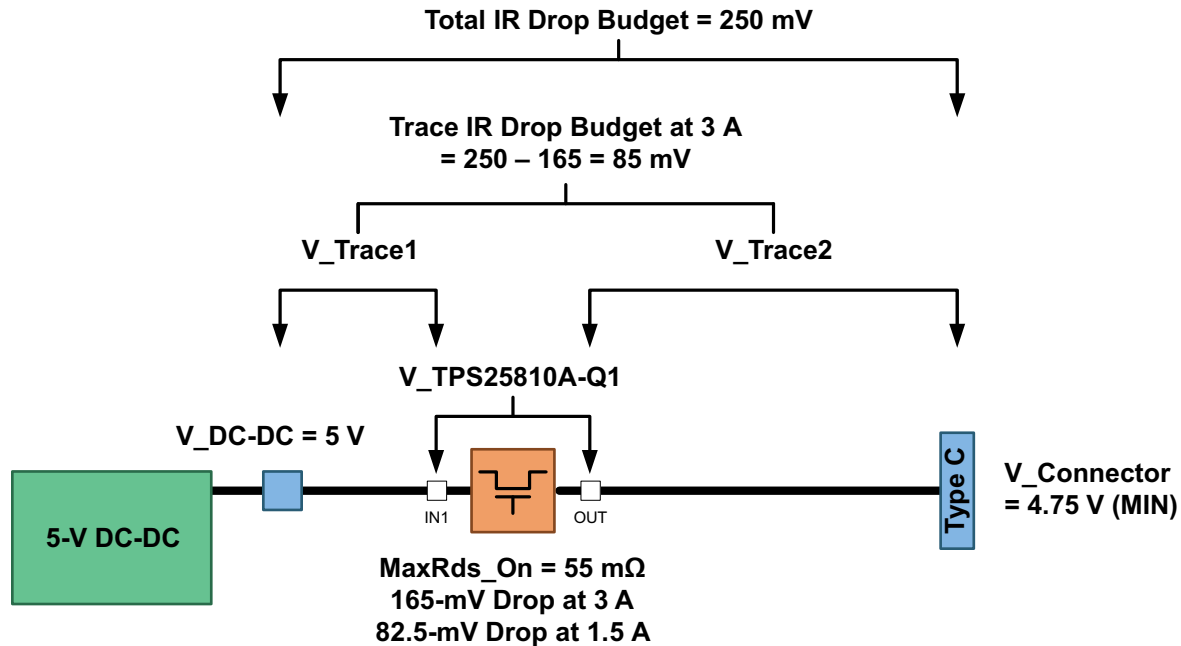 Total IR Drop Budget = 250 mV
Trace IR Drop Budget at 3 A
= 250 – 165 = 85 mV
V_Trace1
V_Trace2
V_TPS25810A-Q1
V_DC-DC = 5 V
5-V DC-DC
IN1
OUT
Type C
V_Connector
= 4.75 V (MIN)
MaxRds_On = 55 mΩ
165-mV Drop at 3 A
82.5-mV Drop at 1.5 A